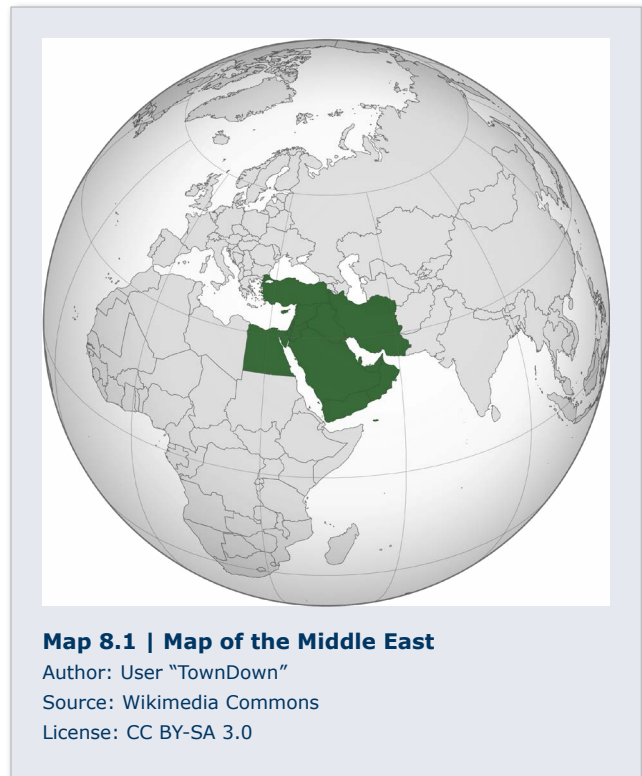 Map 8.1 | Map of the Middle East
Author: User “TownDown”
Source: Wikimedia Commons
License: CC BY-SA 3.0